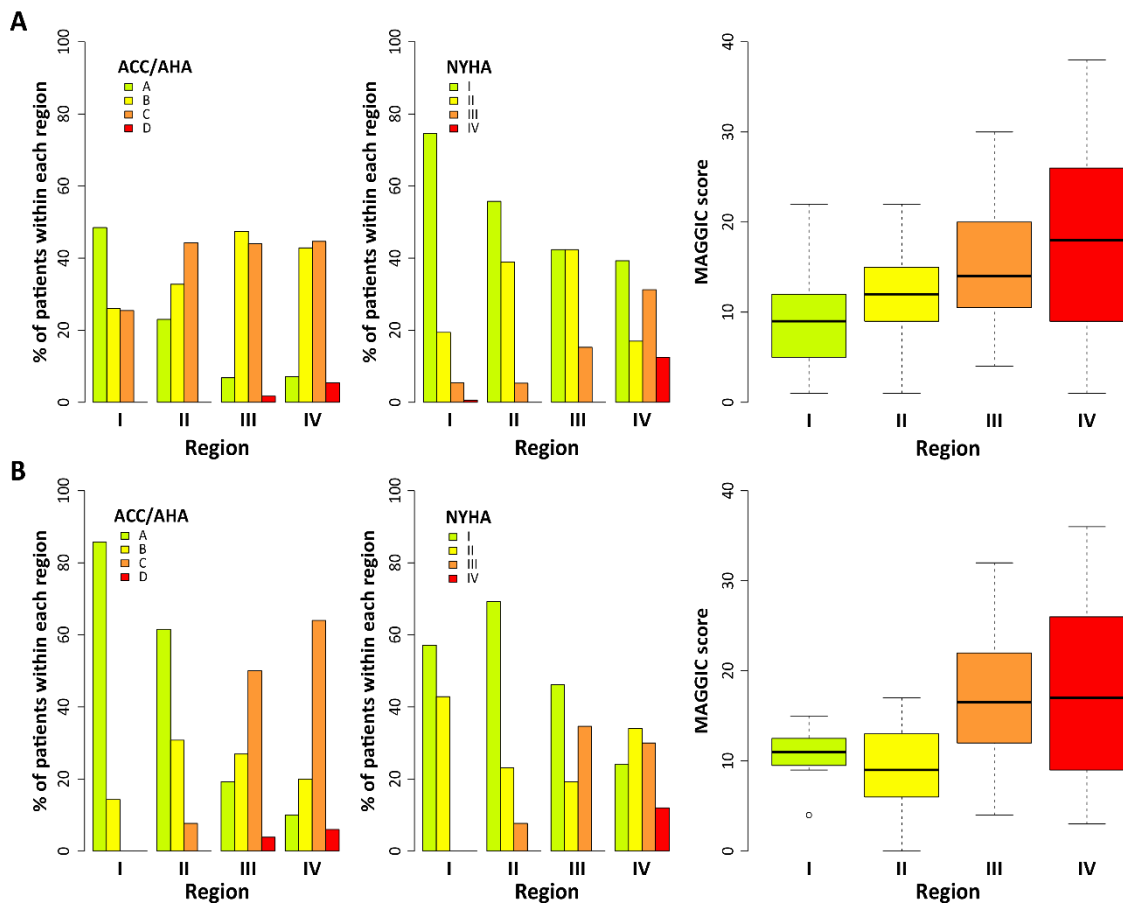 A
% of patients within each region
100
80
60
40
20
0
ACC/AHA
A
B
C
D
I II III IV
Region
% of patients within each region
100
80
60
40
20
0
NYHA
I
II
III
IV
I II III IV
Region
MAGGIC score
40
30
20
10
0
I II III IV
Region
B
% of patients within each region
100
80
60
40
20
0
ACC/AHA
A
B
C
D
I II III IV
Region
% of patients within each region
100
80
60
40
20
0
NYHA
I
II
III
IV
I II III IV
Region
MAGGIC score
40
30
20
10
0
I II III IV
Region